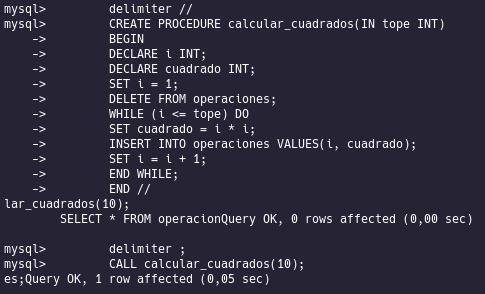 mysql>         delimiter //
mysql>         CREATE PROCEDURE calcular_cuadrados(IN tope INT)
    ->         BEGIN
    ->         DECLARE i INT;
    ->         DECLARE cuadrado INT;
    ->         SET i = 1;
    ->         DELETE FROM operaciones;
    ->         WHILE (i <= tope) DO
    ->         SET cuadrado = i * i;
    ->         INSERT INTO operaciones VALUES(i, cuadrado);
    ->         SET i = i + 1;
    ->         END WHILE;
    ->         END //
lar_cuadrados(10);
        SELECT * FROM operacionQuery OK, 0 rows affected (0,00 sec)

mysql>         delimiter ;
mysql>         CALL calcular_cuadrados(10);
es;Query OK, 1 row affected (0,05 sec)